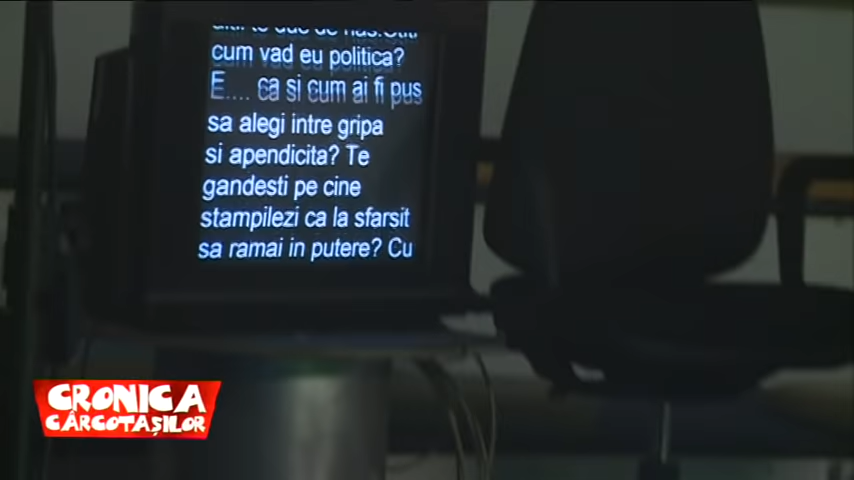 cum vad eu politica?
E.... ca si cum ai fi pus
sa alegi intre gripa
si apendicita? Te
gandesti pe cine
stampilezi ca la sfarsit
sa ramai in putere? Cu
CRONICA
CÂRCOTAȘILOR